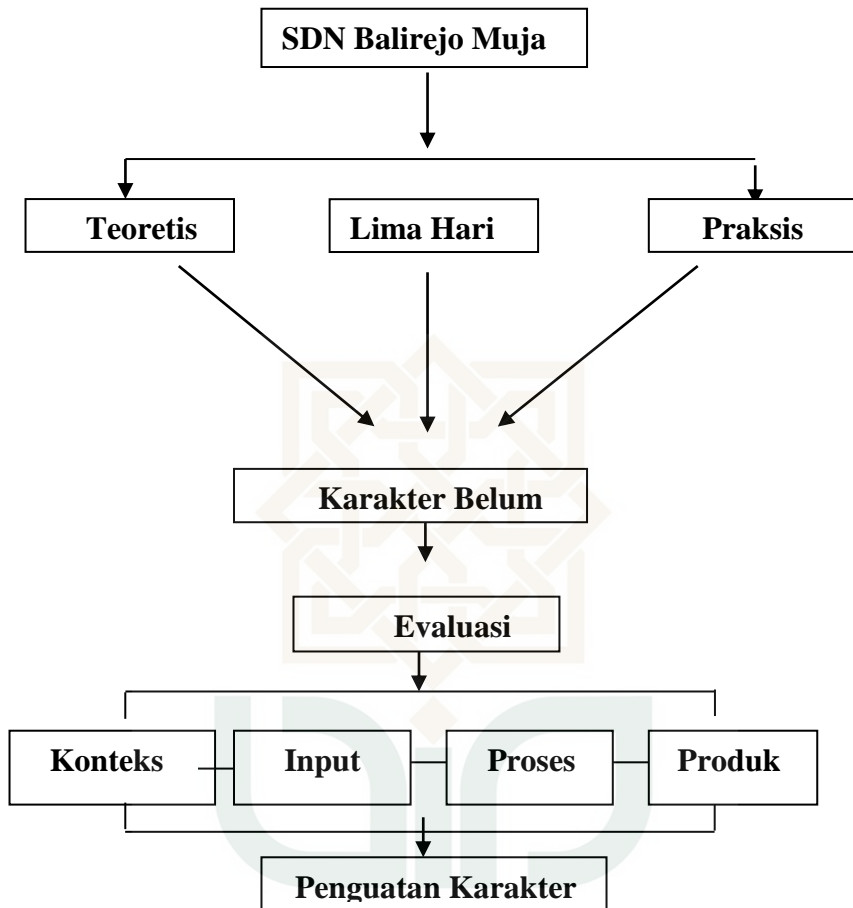 SDN Balirejo Muja
Teoretis
Lima Hari
Praksis
Karakter Belum
Evaluasi
Konteks
Input
Proses
Produk
Penguatan Karakter